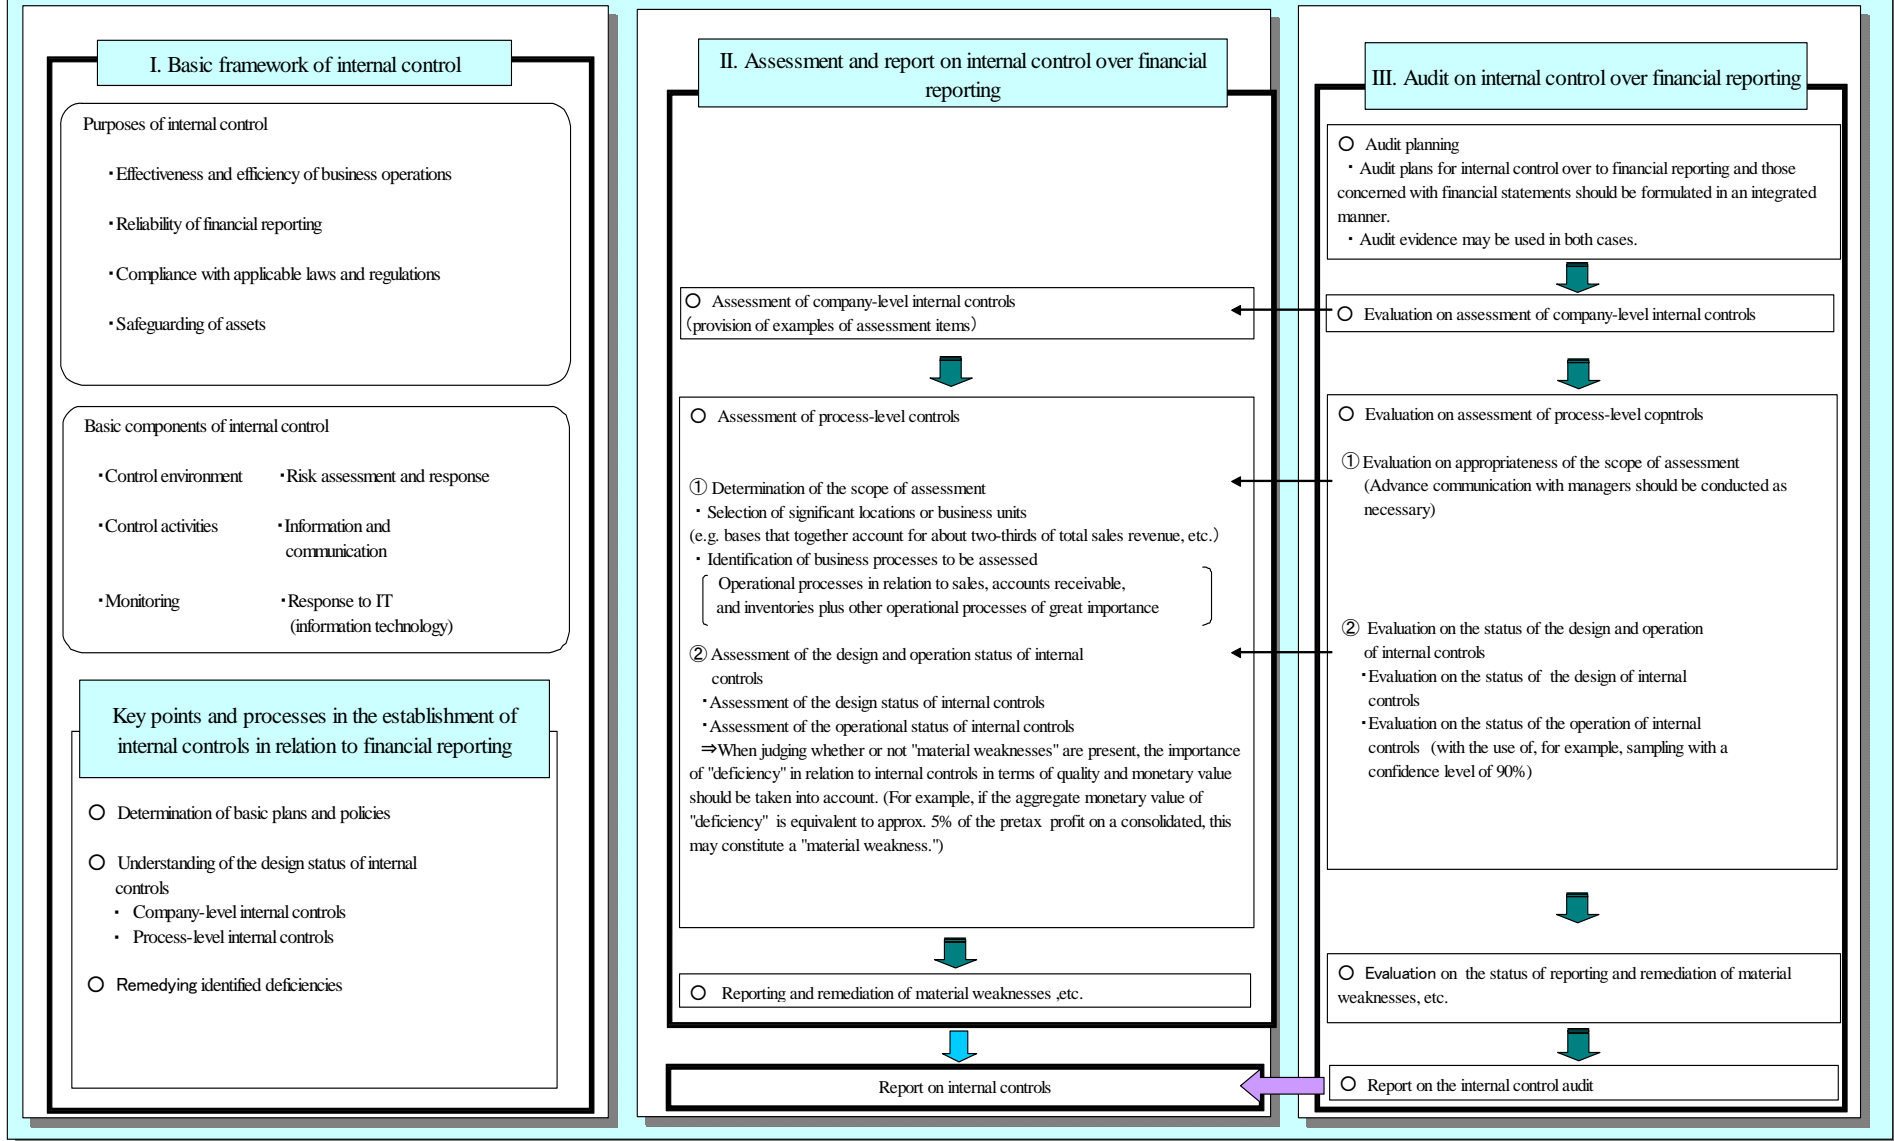 I. Basic framework of internal control
Purposes of internal control
・Effectiveness and efficiency of business operations
・Reliability of financial reporting
・Compliance with applicable laws and regulations
・Safeguarding of assets
Basic components of internal control
・Control environment ・Risk assessment and response
・Control activities ・Information and
communication
・Monitoring ・Response to IT
(information technology)
Key points and processes in the establishment of
internal controls in relation to financial reporting
○ Determination of basic plans and policies
○ Understanding of the design status of internal
controls
・ Company-level internal controls
・ Process-level internal controls
○ Remedying identified deficiencies
II. Assessment and report on internal control over financial
reporting
○ Assessment of company-level internal controls
(provision of examples of assessment items)
○ Assessment of process-level controls
① Determination of the scope of assessment
・ Selection of significant locations or business units
(e.g. bases that together account for about two-thirds of total sales revenue, etc.)
・ Identification of business processes to be assessed
Operational processes in relation to sales, accounts receivable,
and inventories plus other operational processes of great importance
② Assessment of the design and operation status of internal
controls
・Assessment of the design status of internal controls
・Assessment of the operational status of internal controls
⇒When judging whether or not "material weaknesses" are present, the importance
of "deficiency" in relation to internal controls in terms of quality and monetary value
should be taken into account. (For example, if the aggregate monetary value of
"deficiency" is equivalent to approx. 5% of the pretax profit on a consolidated, this
may constitute a "material weakness.")
○ Reporting and remediation of material weaknesses ,etc.
Report on internal controls
III. Audit on internal control over financial reporting
○ Audit planning
・ Audit plans for internal control over to financial reporting and those
concerned with financial statements should be formulated in an integrated
manner.
・ Audit evidence may be used in both cases.
○ Evaluation on assessment of company-level internal controls
○ Evaluation on assessment of process-level copntrols
① Evaluation on appropriateness of the scope of assessment
(Advance communication with managers should be conducted as
necessary)
② Evaluation on the status of the design and operation
of internal controls
・Evaluation on the status of the design of internal
controls
・Evaluation on the status of the operation of internal
controls (with the use of, for example, sampling with a
confidence level of 90%)
○ Evaluation on the status of reporting and remediation of material
weaknesses, etc.
○ Report on the internal control audit